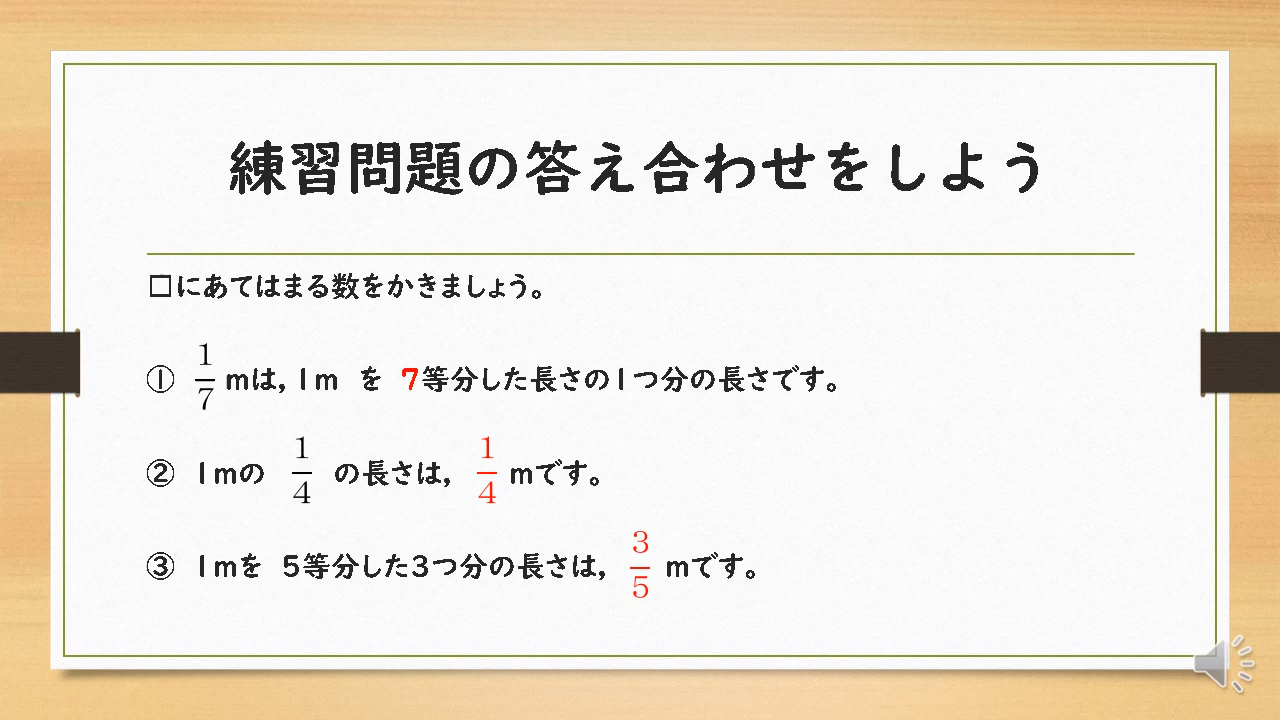 練習問題の答え合わせをしよう
□にあてはまる数をかきましょう。
① 1/7 mは，1m を 7等分した長さの1つ分の長さです。
② 1mの 1/4 の長さは， 1/4 mです。
③ 1mを 5等分した3つ分の長さは， 3/5 mです。